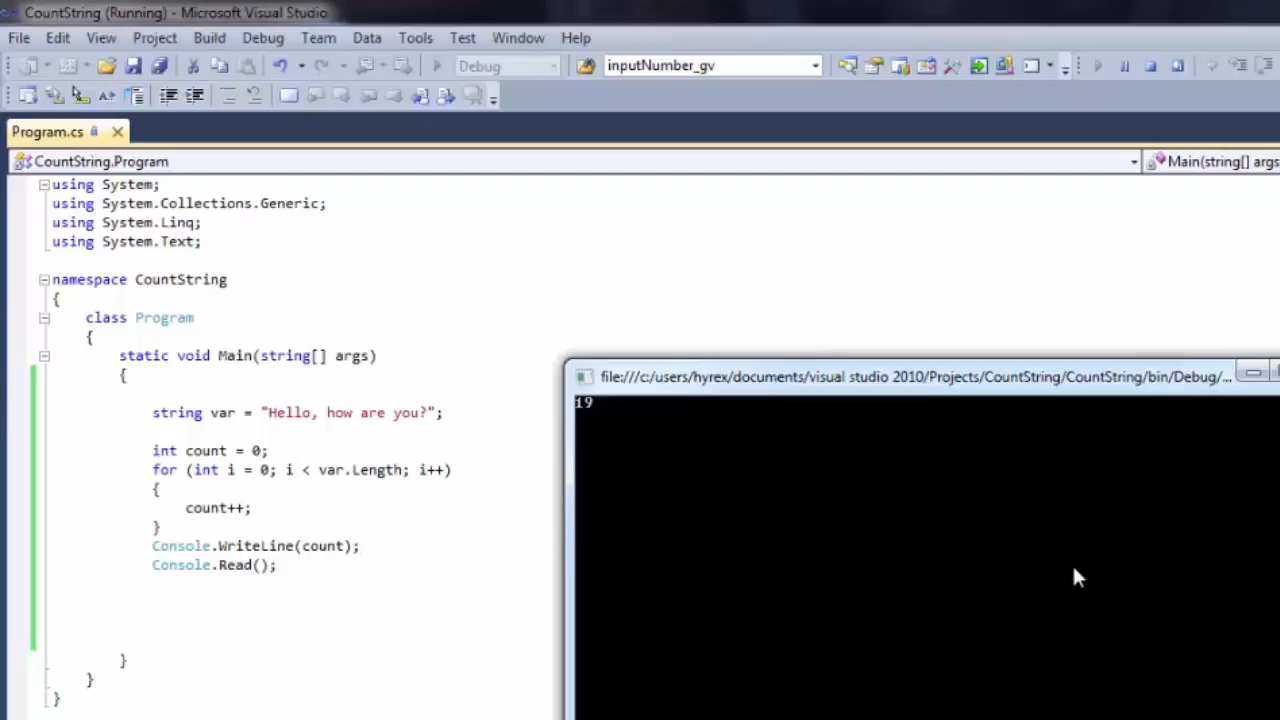 CountString (Running) - Microsoft Visual Studio
File Edit View Project Build Debug Team Data Tools Test Window Help
Debug inputNumber_gv
Program.cs
CountString.Program Main(string[] args
using System;
using System.Collections.Generic;
using System.Linq;
using System.Text;
namespace CountString
{
class Program
{
static void Main(string[] args)
{
string var = "Hello, how are you?";
int count = 0;
for (int i = 0; i < var.Length; i++)
{
count++;
}
Console.WriteLine(count);
Console.Read();
}
}
}
file:///c:/users/hyrex/documents/visual studio 2010/Projects/CountString/CountString/bin/Debug/...
19